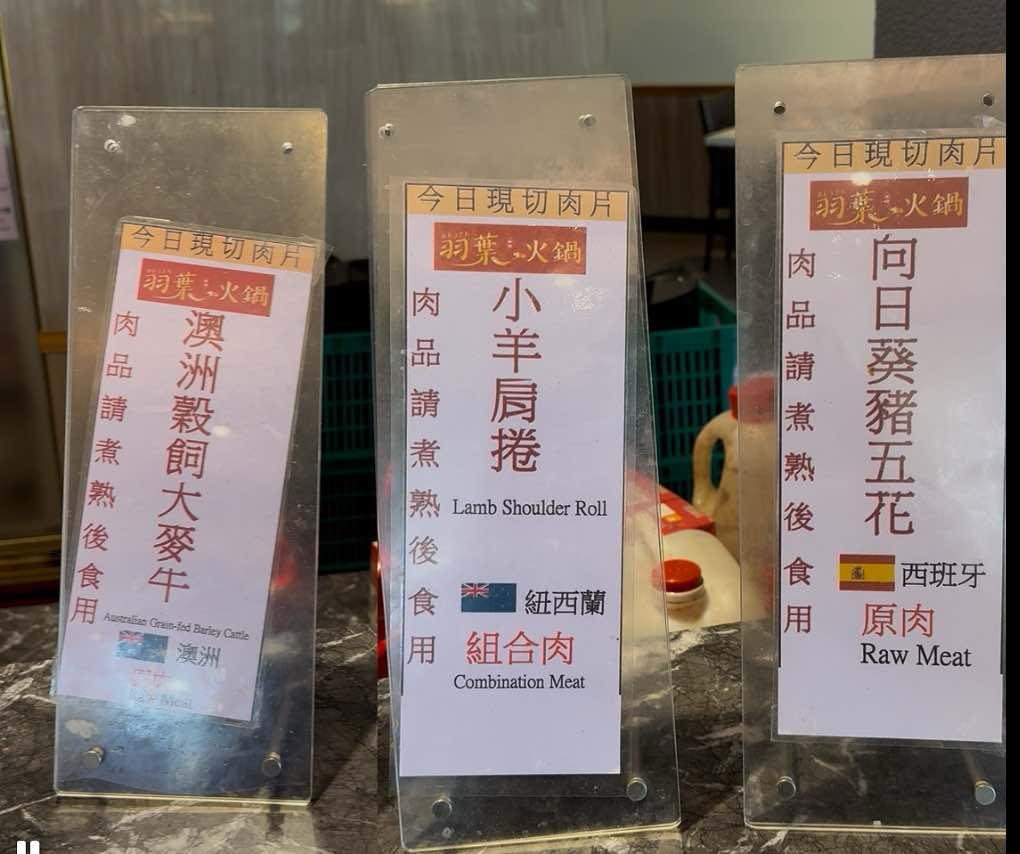 今日現切肉片
羽葉火鍋
肉品請煮熟後食用
澳洲穀飼大麥牛
Australian Grain-fed Barley Cattle
澳洲
Raw Meat
今日現切肉片
羽葉火鍋
肉品請煮熟後食用
小羊肩捲
Lamb Shoulder Roll
紐西蘭
組合肉
Combination Meat
今日現切肉片
羽葉火鍋
肉品請煮熟後食用
向日葵豬五花
西班牙
原肉
Raw Meat